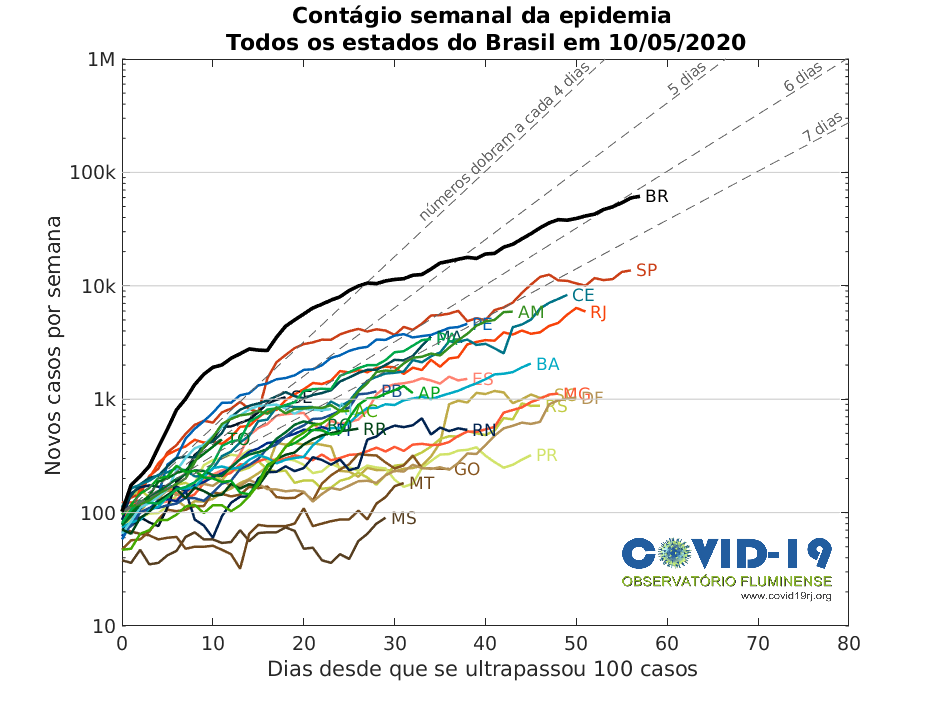 Contágio semanal da epidemia
Todos os estados do Brasil em 10/05/2020
Novos casos por semana
1M
100k
10k
1k
100
10
números dobram a cada 4 dias
5 dias
6 dias
7 dias
BR
SP
CE
RJ
AM
PE
MA
BA
ES
PB
AP
SE
MG
DF
RS
AC
TO
RR
RN
PR
GO
MT
MS
COVID-19
OBSERVATÓRIO FLUMINENSE
www.covid19rj.org
0
10
20
30
40
50
60
70
80
Dias desde que se ultrapassou 100 casos